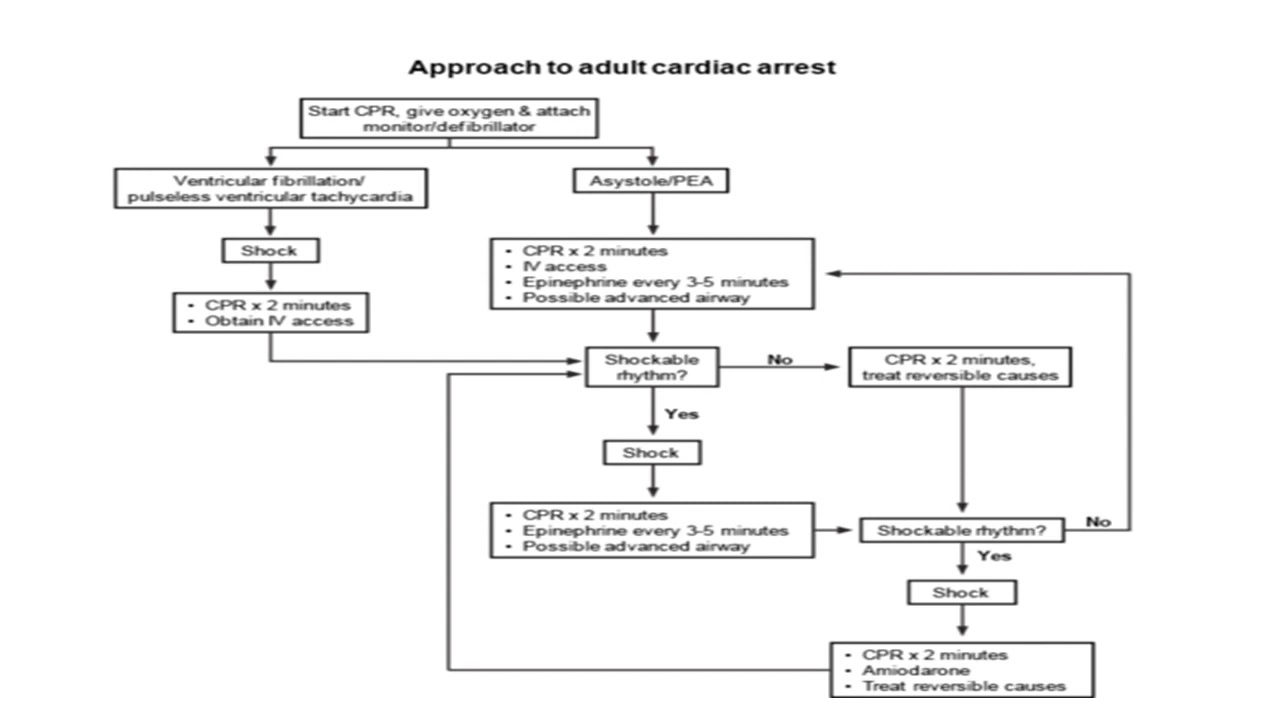 Approach to adult cardiac arrest
Start CPR, give oxygen & attach
monitor/defibrillator
Ventricular fibrillation/
pulseless ventricular tachycardia
Asystole/PEA
Shock
• CPR x 2 minutes
• IV access
• Epinephrine every 3-5 minutes
• Possible advanced airway
• CPR x 2 minutes
• Obtain IV access
Shockable
rhythm?
No
CPR x 2 minutes,
treat reversible causes
Yes
Shock
• CPR x 2 minutes
• Epinephrine every 3-5 minutes
• Possible advanced airway
Shockable rhythm?
No
Yes
Shock
• CPR x 2 minutes
• Amiodarone
• Treat reversible causes